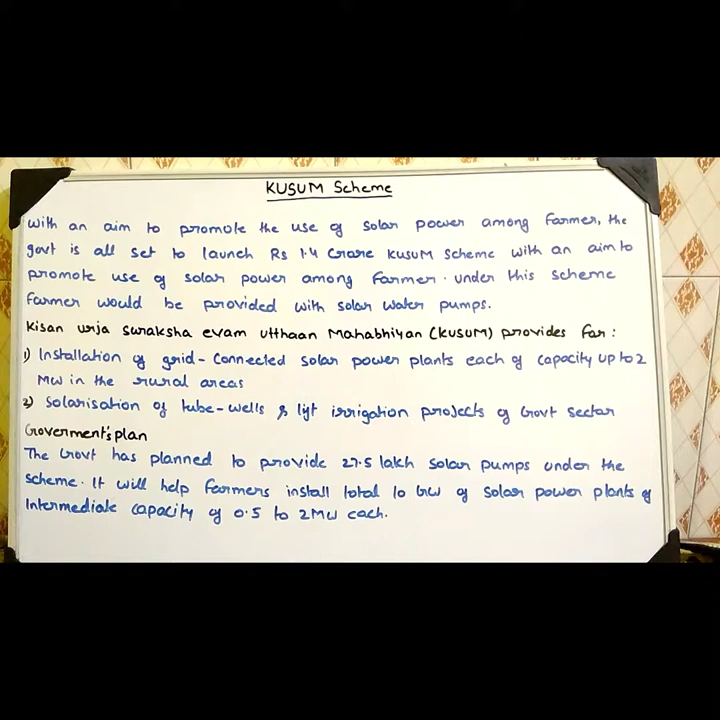 KUSUM Scheme
with an aim to promote the use of solar power among Farmer, the
govt is all set to launch Rs 1.4 Crore KUSUM Scheme with an aim to
promote use of solar power among Farmer. under this scheme
Farmer would be provided with solar water pumps.
Kisan urja suraksha evam utthaan Mahabhiyan (KUSUM) provides for:
1) Installation of grid-connected solar power plants each of capacity up to 2
MW in the rural areas
2) Solarisation of tube-wells & lift irrigation projects of Govt sector
Goverment's plan
The Govt has planned to provide 27.5 lakh solar pumps under the
scheme. It will help farmers install total 10 GW of solar power plants of
Intermediate capacity of 0.5 to 2MW each.